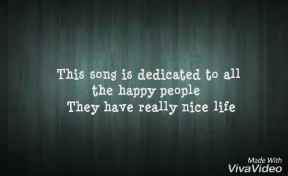 This song is dedicated to all
the happy people
They have really nice life
Made With
VivaVideo